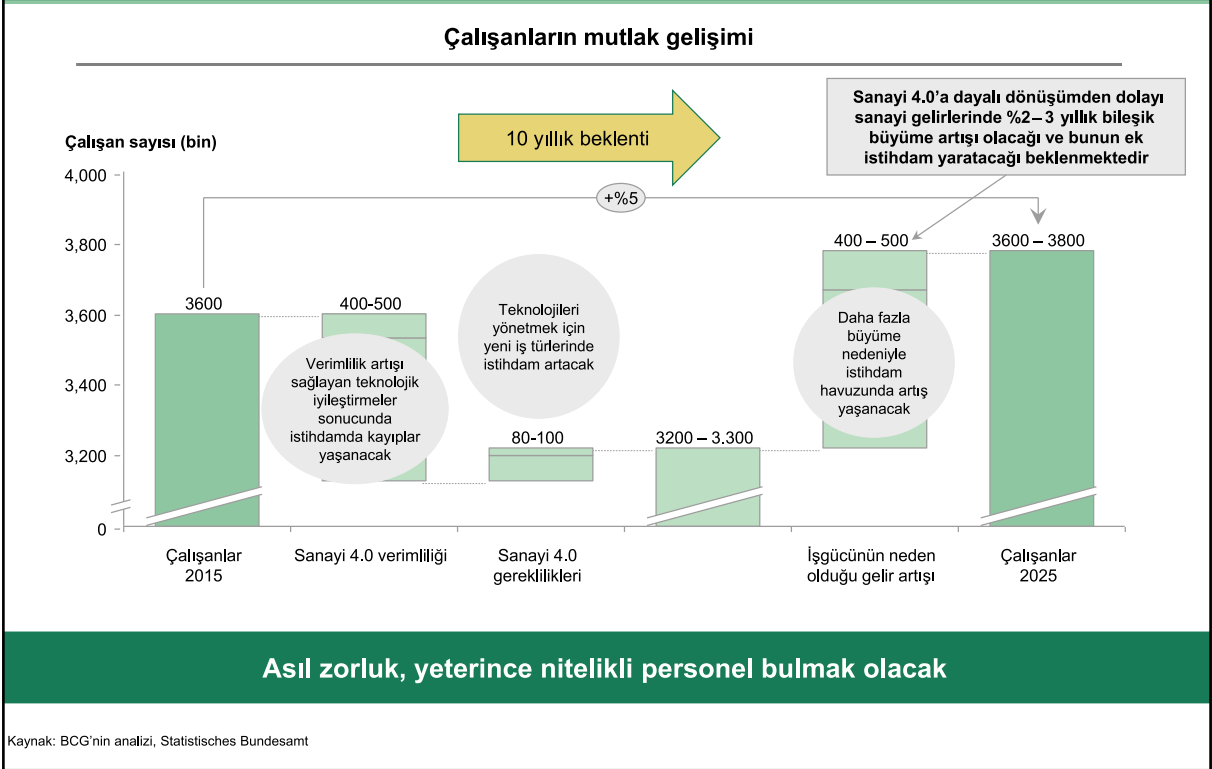 Çalışanların mutlak gelişimi
Sanayi 4.0’a dayalı dönüşümden dolayı
sanayi gelirlerinde %2–3 yıllık bileşik
büyüme artışı olacağı ve bunun ek
istihdam yaratacağı beklenmektedir
10 yıllık beklenti
Çalışan sayısı (bin)
4,000
3,800
3,600
3,400
3,200
0
+%5
3600
400-500
80-100
3200 – 3.300
400 – 500
3600 – 3800
Verimlilik artışı
sağlayan teknolojik
iyileştirmeler
sonucunda
istihdamda kayıplar
yaşanacak
Teknolojileri
yönetmek için
yeni iş türlerinde
istihdam artacak
Daha fazla
büyüme
nedeniyle
istihdam
havuzunda artış
yaşanacak
Çalışanlar
2015
Sanayi 4.0 verimliliği
Sanayi 4.0
gereklilikleri
İşgücünün neden
olduğu gelir artışı
Çalışanlar
2025
Asıl zorluk, yeterince nitelikli personel bulmak olacak
Kaynak: BCG’nin analizi, Statistisches Bundesamt